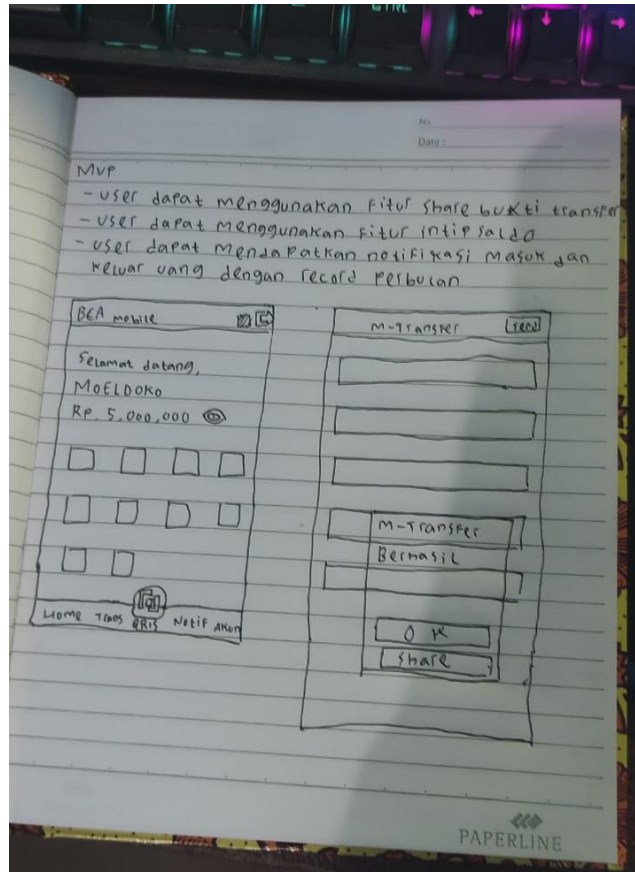 No.
Date :
MVP
- User dapat menggunakan Fitur Share bukti transfer
- User dapat menggunakan fitur intip saldo
- User dapat Mendapatkan notifikasi Masuk dan
Keluar uang dengan record Perbulan
BCA mobile
Selamat datang,
MOELDOKO
Rp. 5.000,000
Home Trans QRIS Notif Akun
M-Transfer
Send
M-Transfer
Berhasil
OK
Share
PAPERLINE